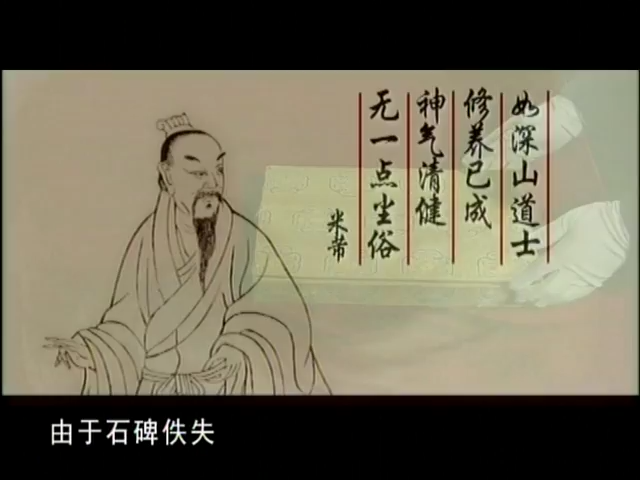 如深山道士
修养已成
神气清健
无一点尘俗
米芾
由于石碑佚失